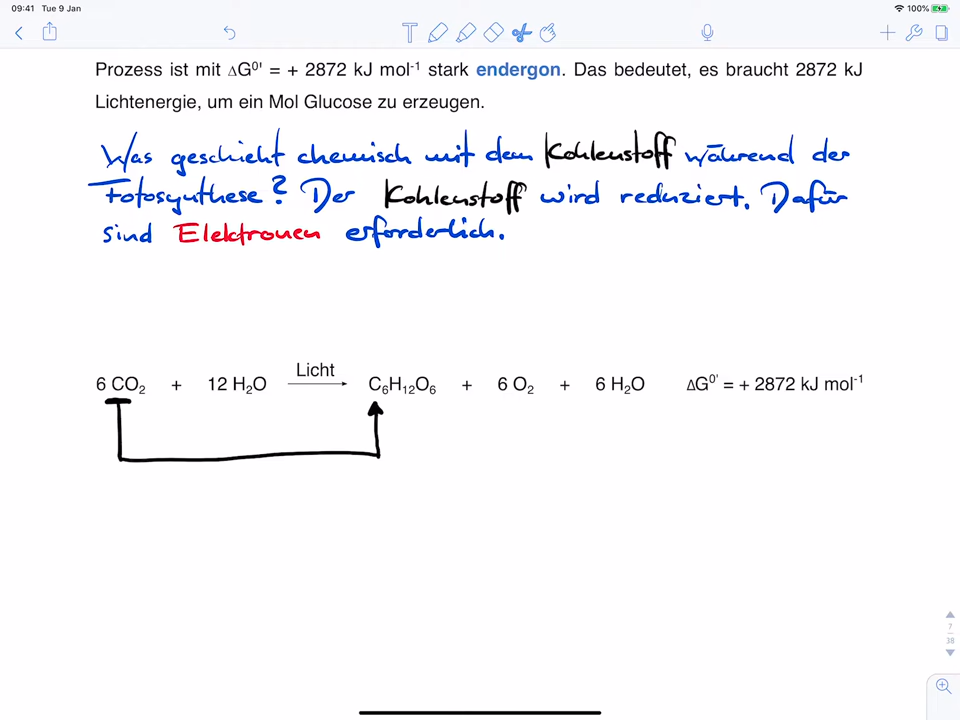 09:41 Tue 9 Jan
100%
Prozess ist mit ΔG⁰' = + 2872 kJ mol⁻¹ stark endergon. Das bedeutet, es braucht 2872 kJ
Lichtenergie, um ein Mol Glucose zu erzeugen.
Was geschieht chemisch mit dem Kohlenstoff während der
Fotosynthese? Der Kohlenstoff wird reduziert. Dafür
sind Elektronen erforderlich.
Licht
6 CO₂ + 12 H₂O → C₆H₁₂O₆ + 6 O₂ + 6 H₂O ΔG⁰' = + 2872 kJ mol⁻¹
7
38